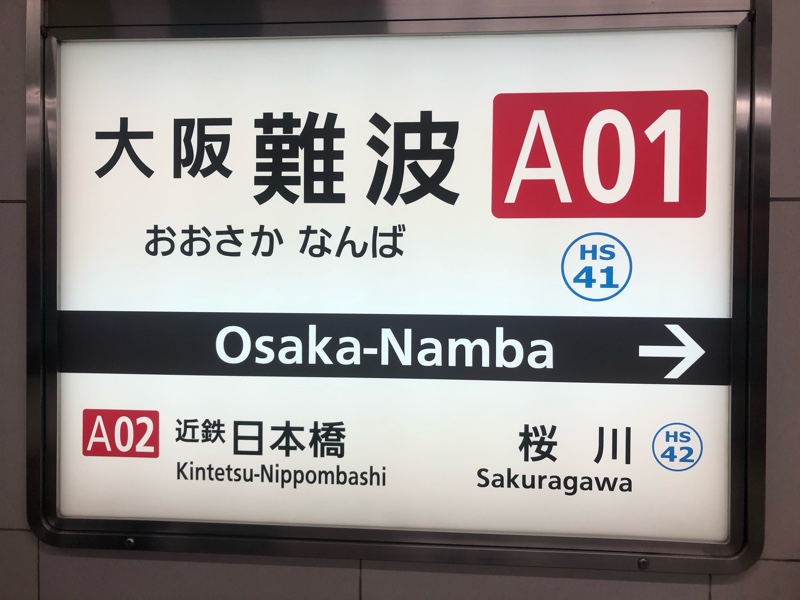 大阪難波 A01
おおさか なんば
HS
41
Osaka-Namba →
A02 近鉄日本橋
Kintetsu-Nippombashi
桜川 HS
42
Sakuragawa